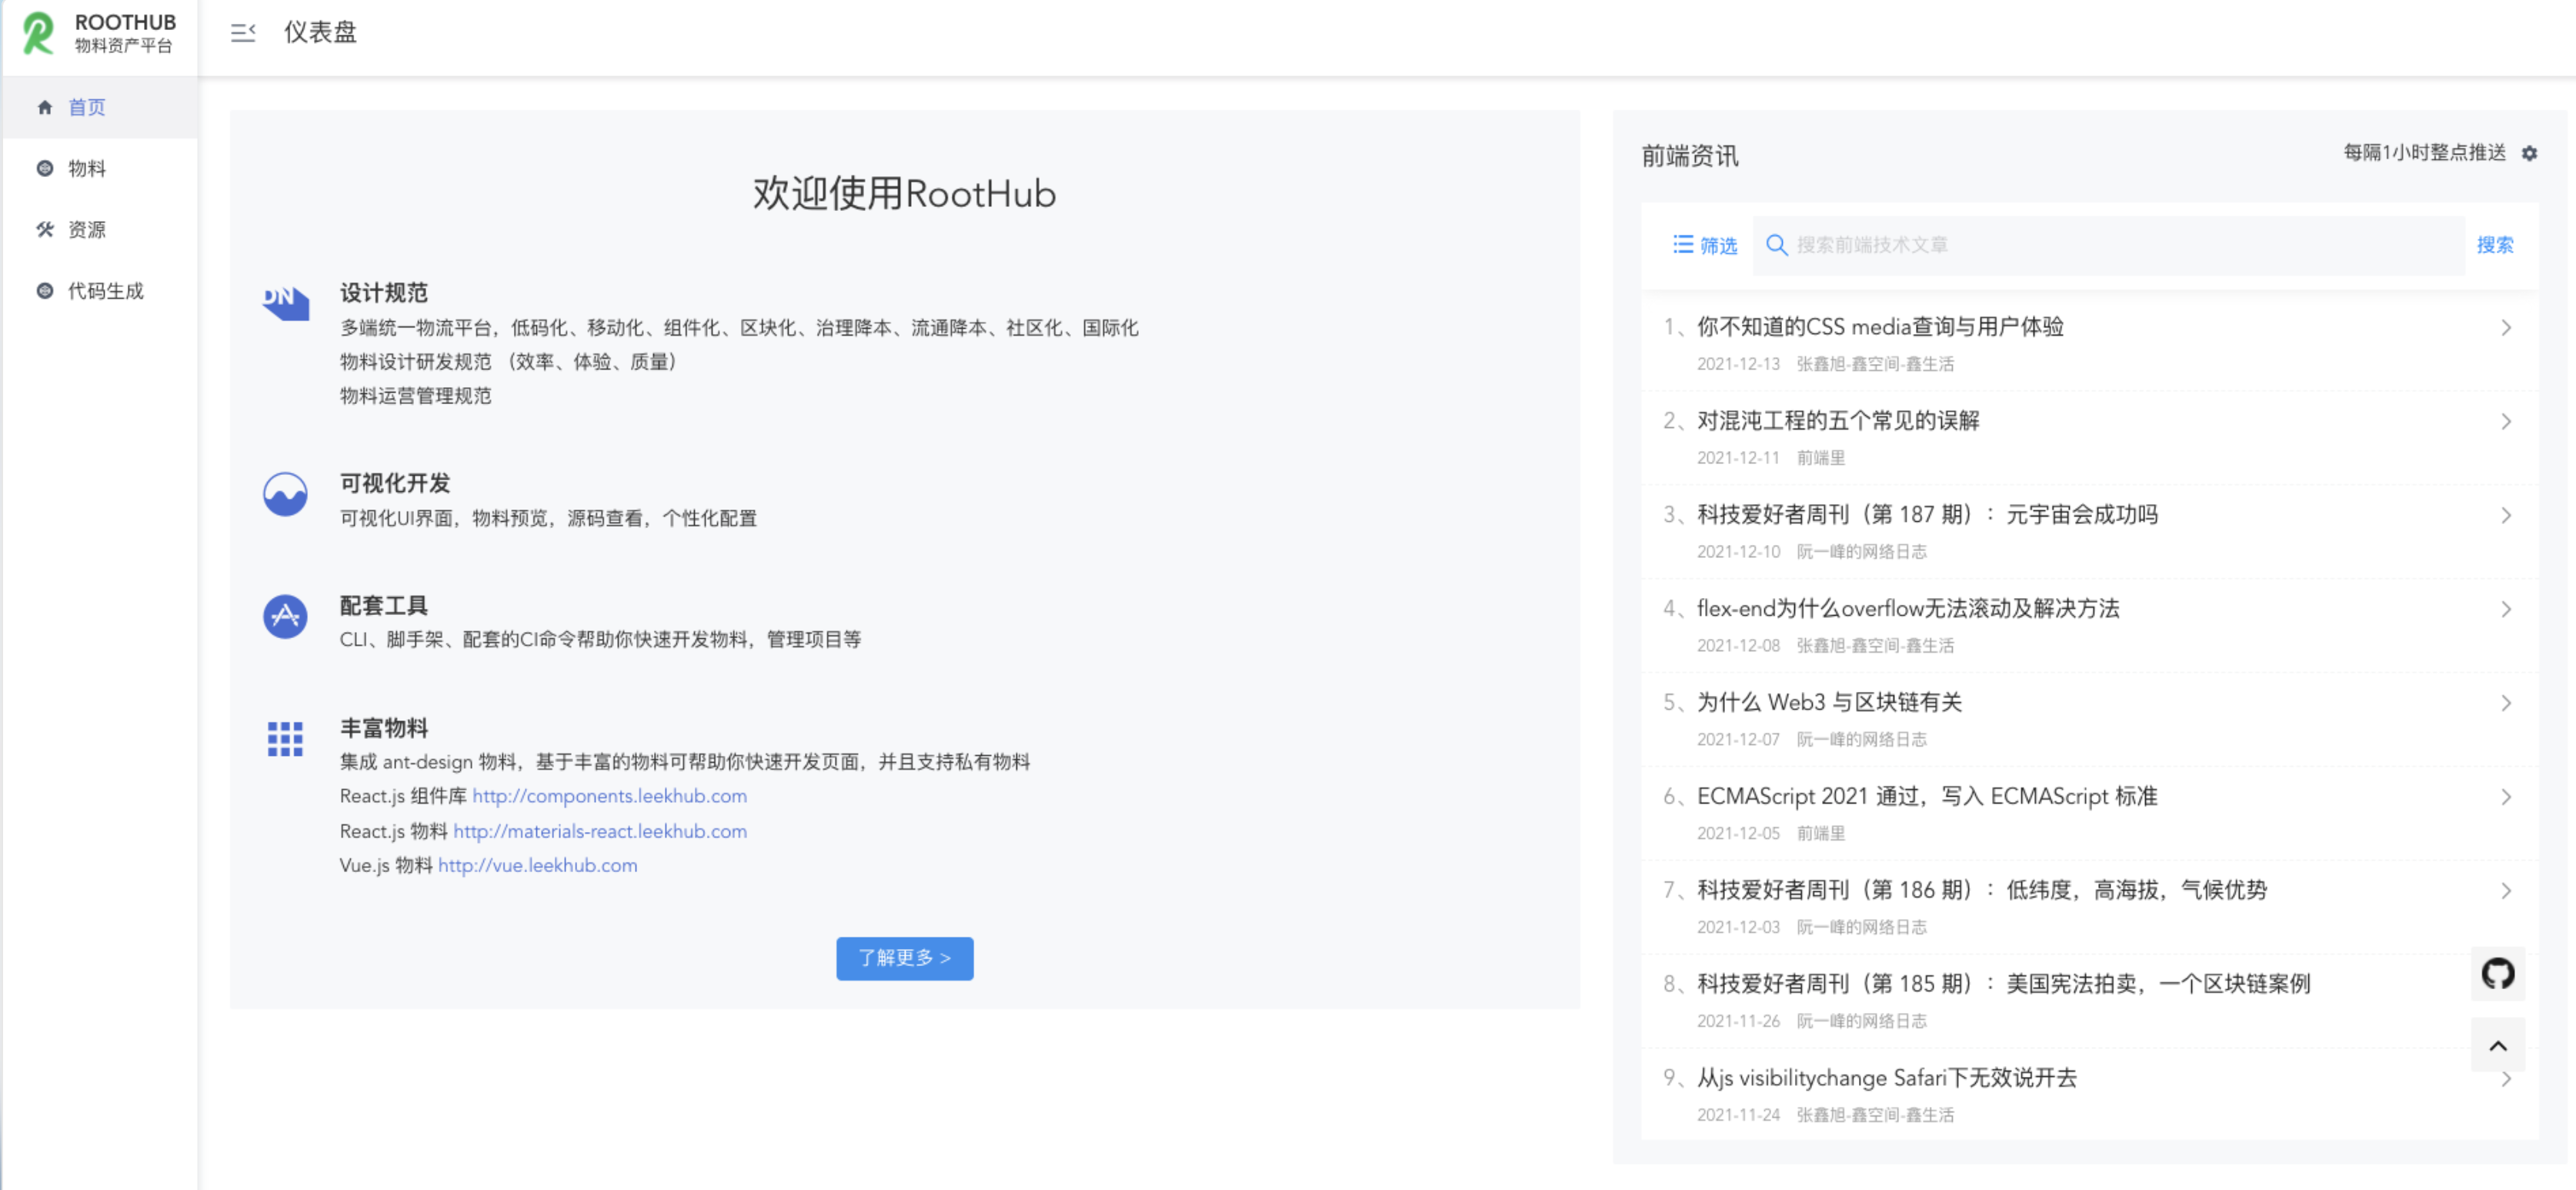 ROOTHUB
物料资产平台
仪表盘
首页
物料
资源
代码生成
欢迎使用RootHub
DN
设计规范
多端统一物流平台，低码化、移动化、组件化、区块化、治理降本、流通降本、社区化、国际化
物料设计研发规范 （效率、体验、质量）
物料运营管理规范
可视化开发
可视化UI界面，物料预览，源码查看，个性化配置
配套工具
CLI、脚手架、配套的CI命令帮助你快速开发物料，管理项目等
丰富物料
集成 ant-design 物料，基于丰富的物料可帮助你快速开发页面，并且支持私有物料
React.js 组件库 http://components.leekhub.com
React.js 物料 http://materials-react.leekhub.com
Vue.js 物料 http://vue.leekhub.com
了解更多 >
前端资讯
每隔1小时整点推送
筛选
搜索前端技术文章
搜索
1、你不知道的CSS media查询与用户体验
2021-12-13 张鑫旭-鑫空间-鑫生活
2、对混沌工程的五个常见的误解
2021-12-11 前端里
3、科技爱好者周刊（第 187 期）：元宇宙会成功吗
2021-12-10 阮一峰的网络日志
4、flex-end为什么overflow无法滚动及解决方法
2021-12-08 张鑫旭-鑫空间-鑫生活
5、为什么 Web3 与区块链有关
2021-12-07 阮一峰的网络日志
6、ECMAScript 2021 通过，写入 ECMAScript 标准
2021-12-05 前端里
7、科技爱好者周刊（第 186 期）：低纬度，高海拔，气候优势
2021-12-03 阮一峰的网络日志
8、科技爱好者周刊（第 185 期）：美国宪法拍卖，一个区块链案例
2021-11-26 阮一峰的网络日志
9、从js visibilitychange Safari下无效说开去
2021-11-24 张鑫旭-鑫空间-鑫生活